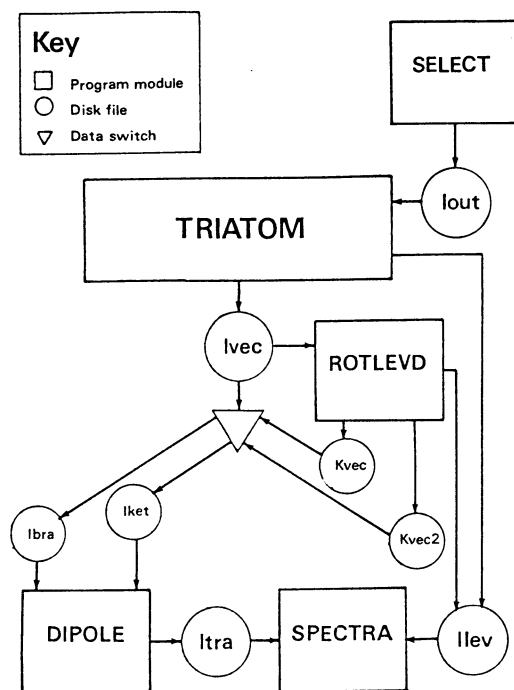 Key
Program module
Disk file
Data switch
SELECT
Iout
TRIATOM
Ivec
ROTLEVD
Kvec
Iket
Ibra
Kvec2
DIPOLE
Itra
SPECTRA
Ilev